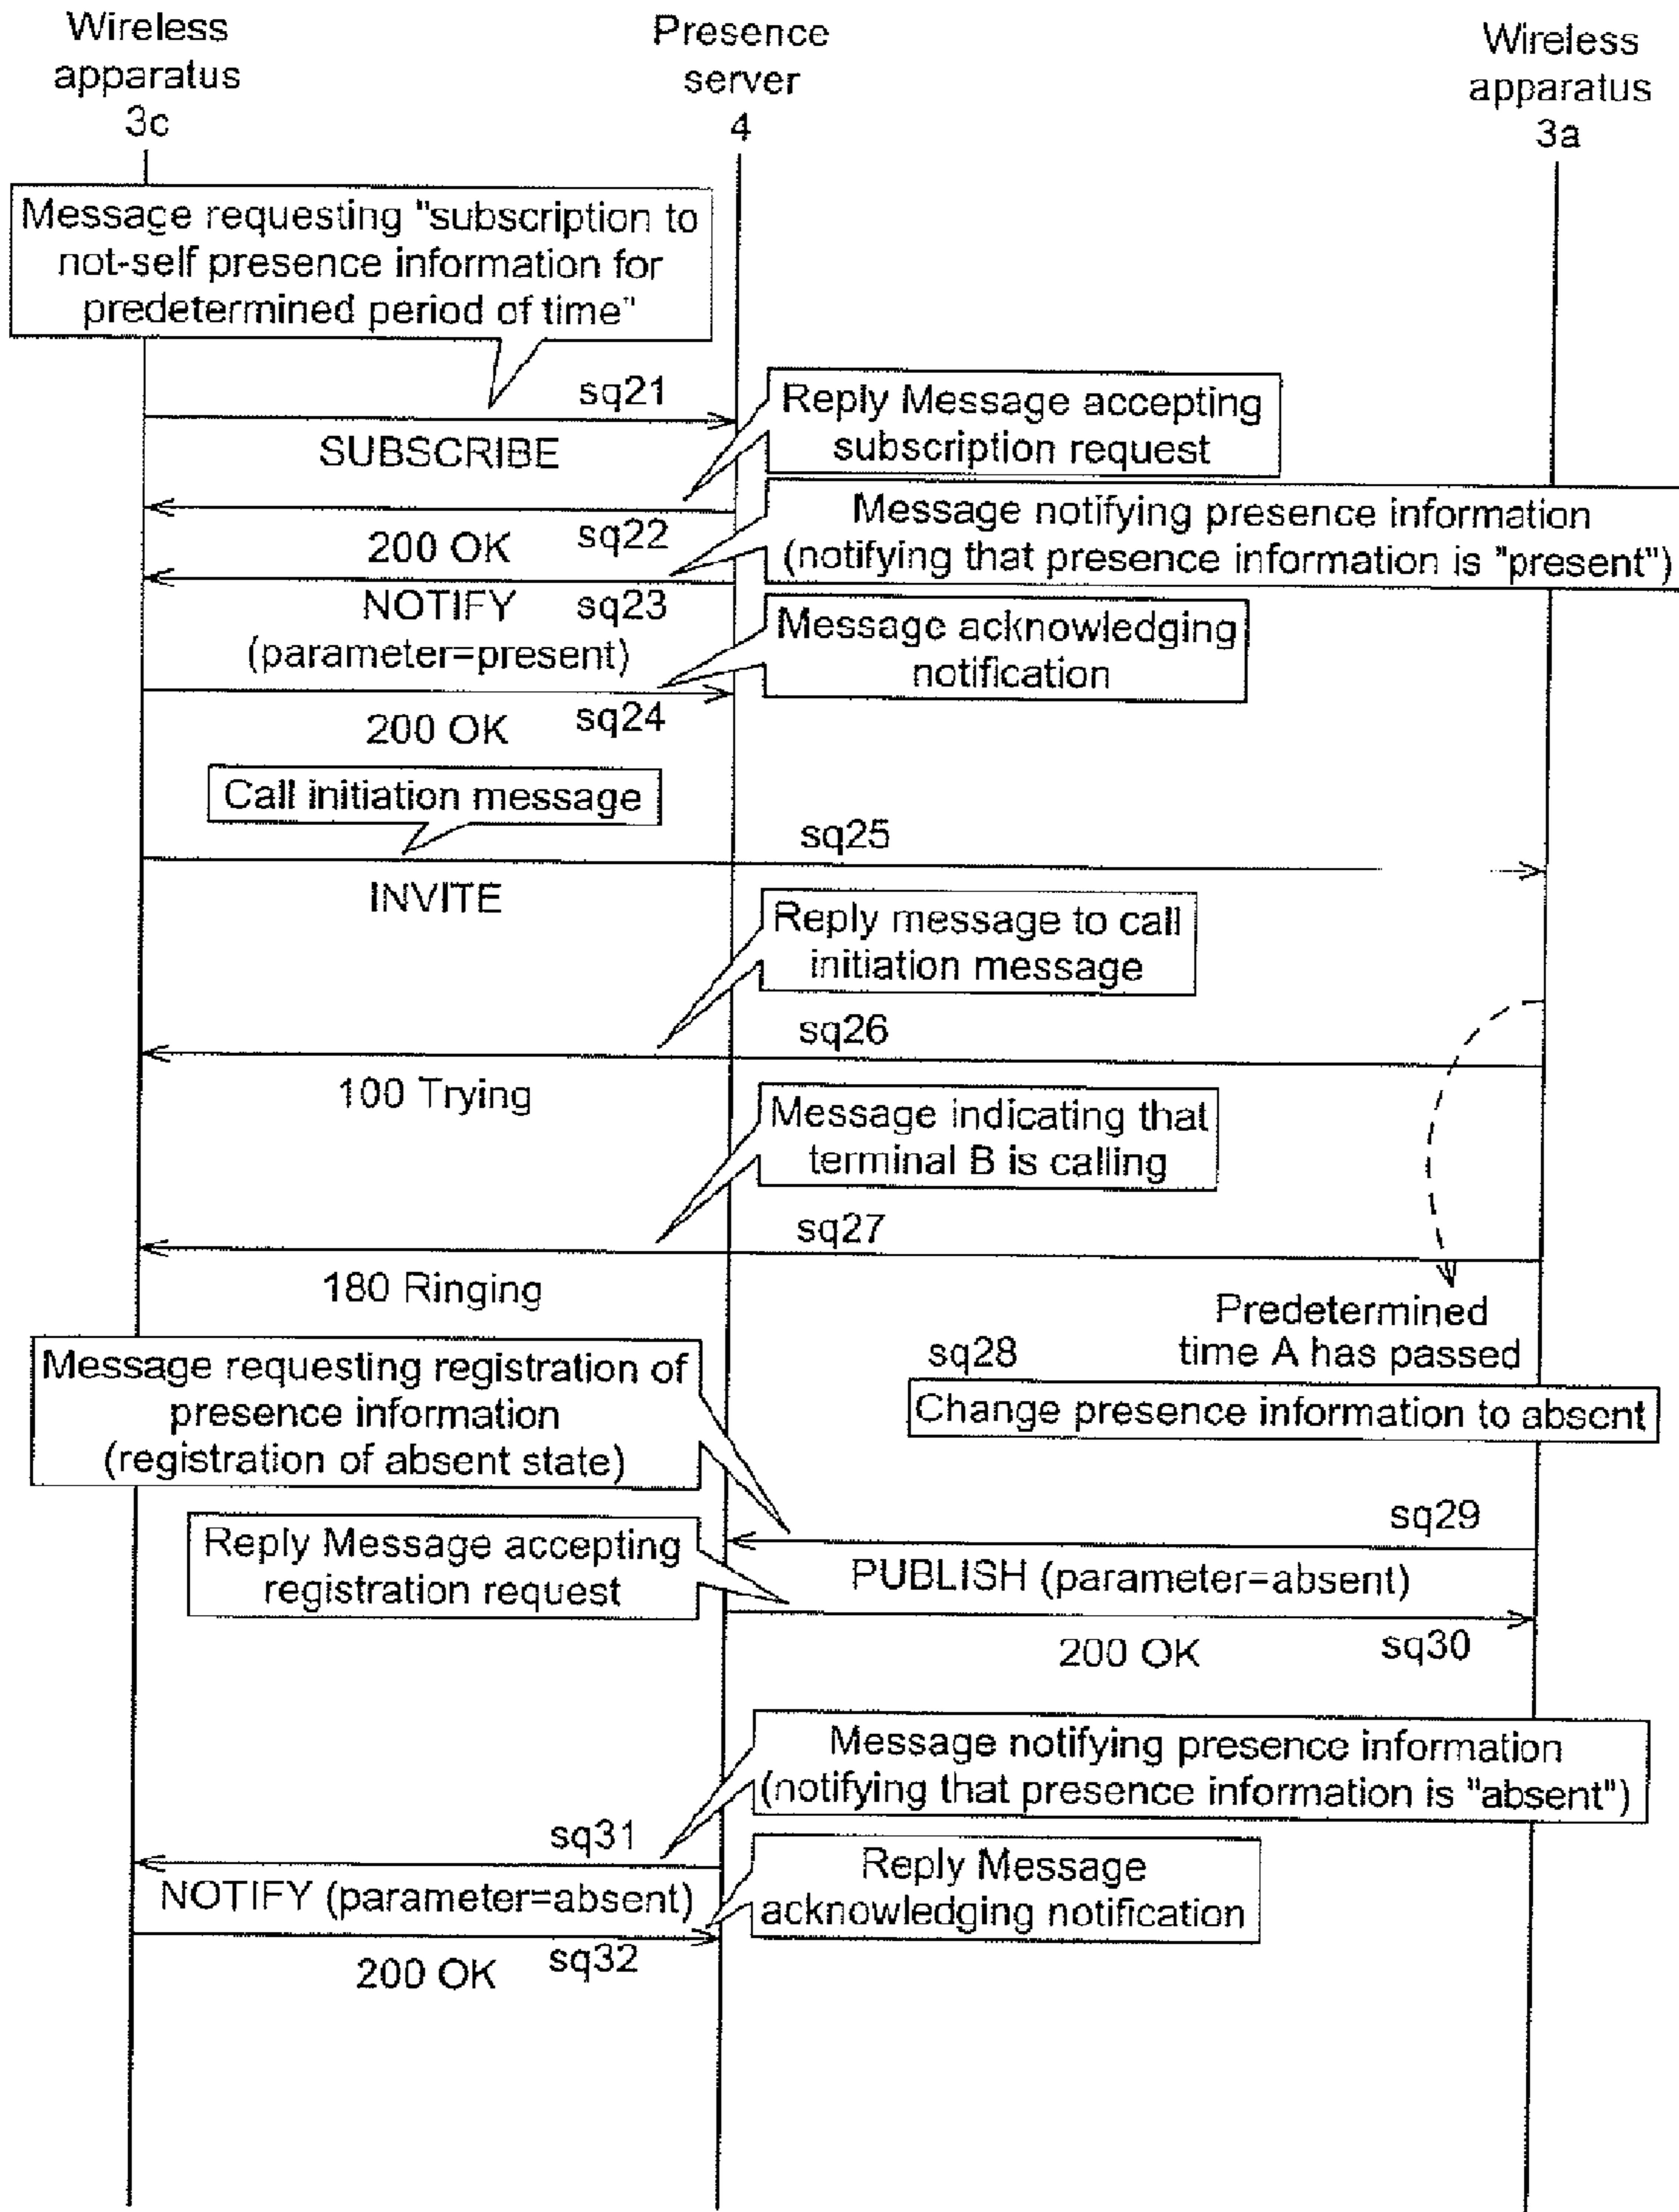 Wireless
apparatus
3c
Presence
server
4
Wireless
apparatus
3a
Message requesting "subscription to
not-self presence information for
predetermined period of time"
sq21
SUBSCRIBE
Reply Message accepting
subscription request
200 OK
sq22
Message notifying presence information
(notifying that presence information is "present")
NOTIFY
(parameter=present)
sq23
Message acknowledging
notification
200 OK
sq24
Call initiation message
sq25
INVITE
Reply message to call
initiation message
sq26
100 Trying
Message indicating that
terminal B is calling
sq27
180 Ringing
Predetermined
time A has passed
sq28
Change presence information to absent
Message requesting registration of
presence information
(registration of absent state)
sq29
PUBLISH (parameter=absent)
Reply Message accepting
registration request
200 OK
sq30
Message notifying presence information
(notifying that presence information is "absent")
sq31
NOTIFY (parameter=absent)
Reply Message
acknowledging notification
200 OK
sq32